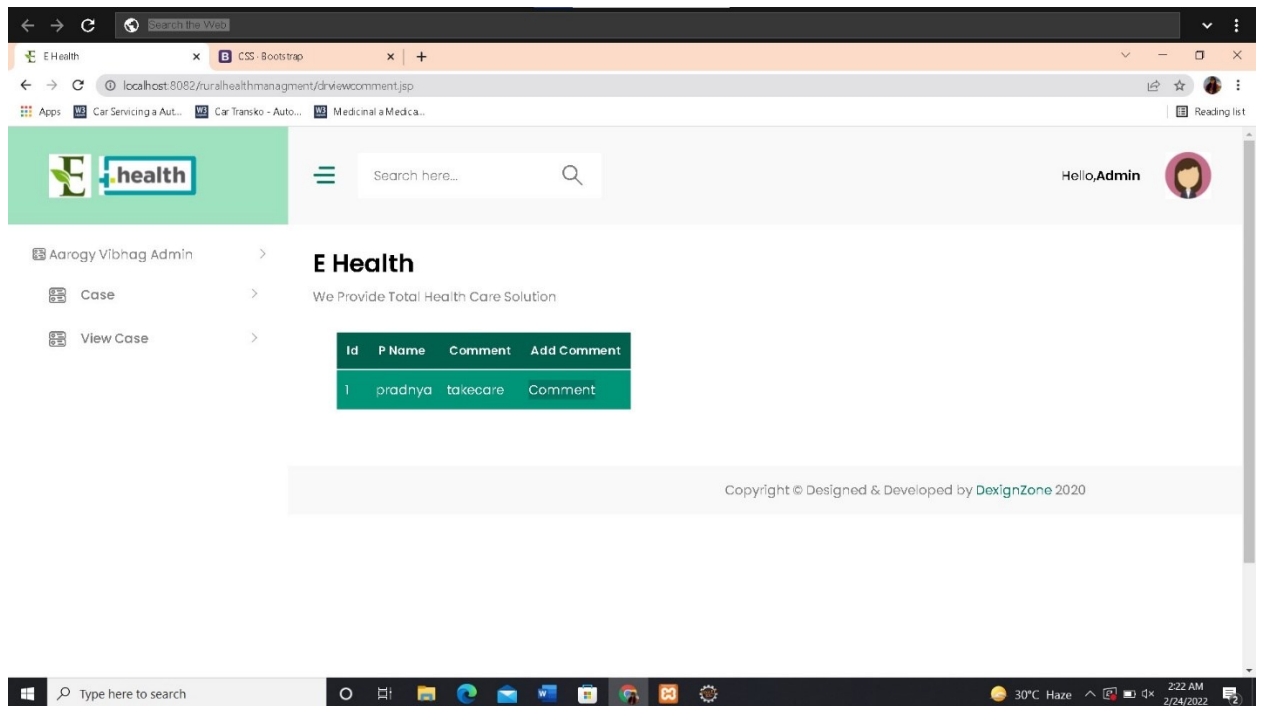 Search the Web
E Health
CSS · Bootstrap
localhost:8082/ruralhealthmanagment/drviewcomment.jsp
Apps Car Servicing a Aut... Car Transko - Auto... Medicinal a Medica... Reading list
E health
Search here...
Hello,Admin
Aarogy Vibhag Admin
Case
View Case
E Health
We Provide Total Health Care Solution
Id P Name Comment Add Comment
1 pradnya takecare Comment
Copyright © Designed & Developed by DexignZone 2020
Type here to search
30°C Haze
2:22 AM
2/24/2022
2